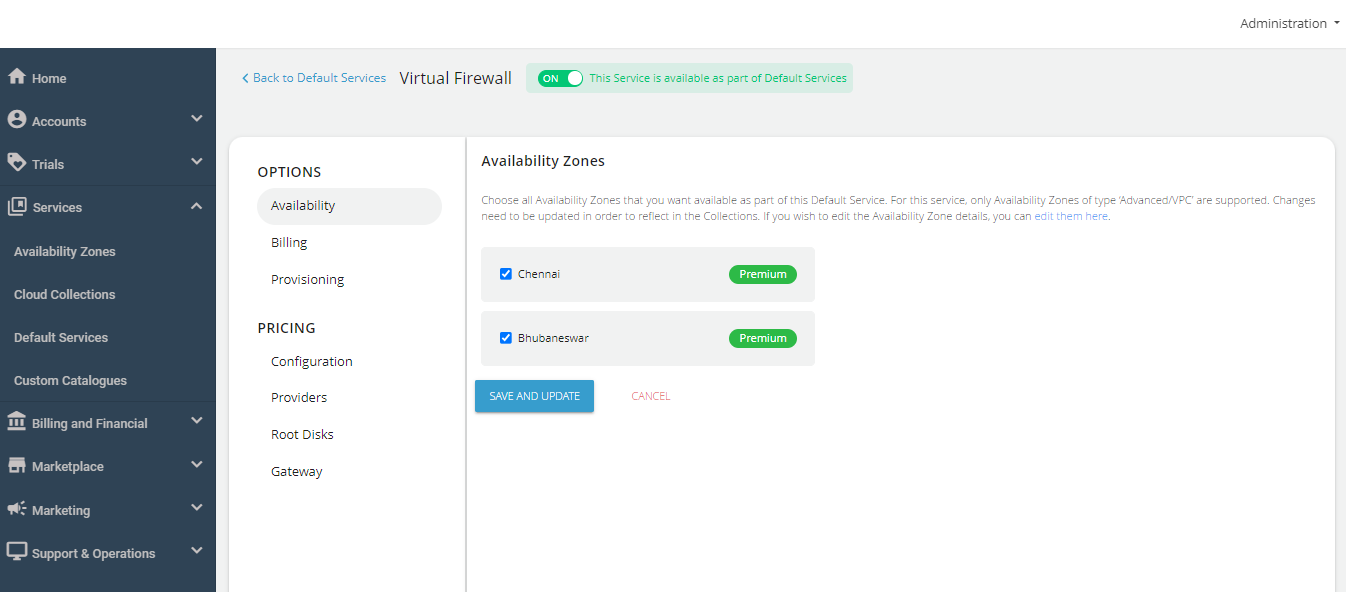 Administration
Home
Accounts
Trials
Services
Availability Zones
Cloud Collections
Default Services
Custom Catalogues
Billing and Financial
Marketplace
Marketing
Support & Operations
Back to Default Services
Virtual Firewall
ON
This Service is available as part of Default Services
OPTIONS
Availability
Billing
Provisioning
PRICING
Configuration
Providers
Root Disks
Gateway
Availability Zones
Choose all Availability Zones that you want available as part of this Default Service. For this service, only Availability Zones of type 'Advanced/VPC' are supported. Changes
need to be updated in order to reflect in the Collections. If you wish to edit the Availability Zone details, you can edit them here.
Chennai
Premium
Bhubaneswar
Premium
SAVE AND UPDATE
CANCEL